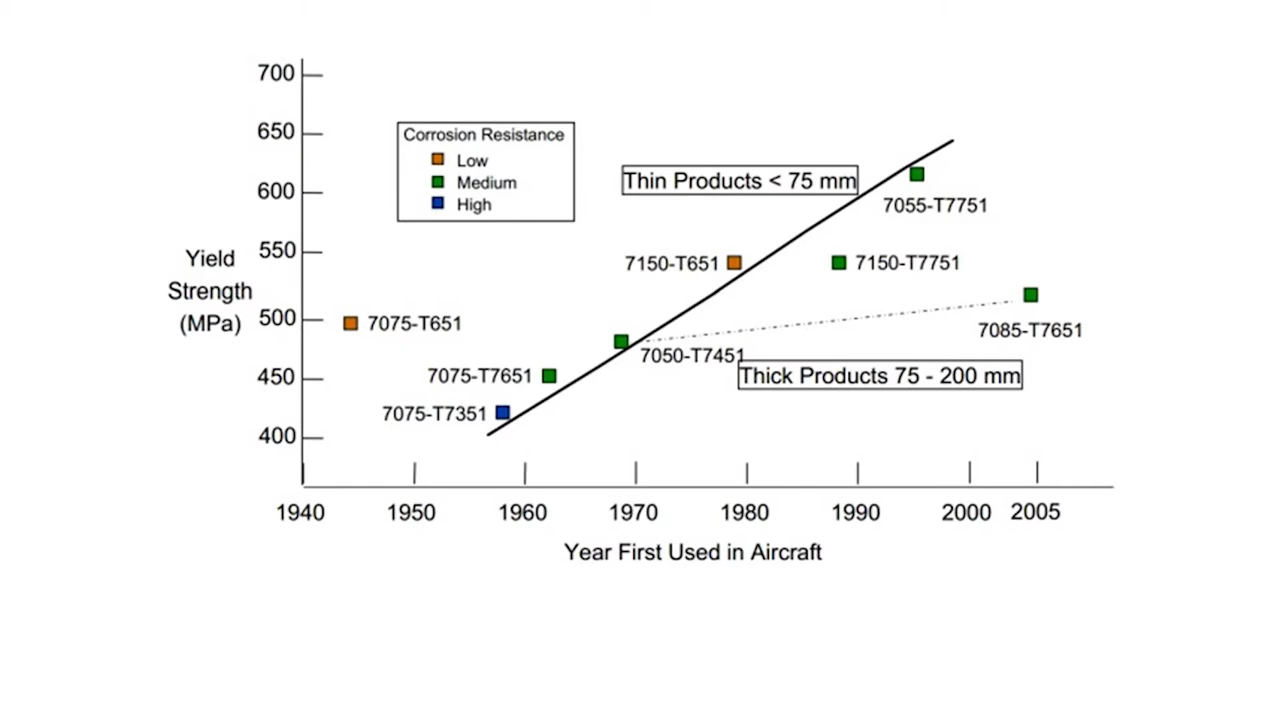 700
650
600
550
500
450
400
Yield
Strength
(MPa)
Corrosion Resistance
Low
Medium
High
Thin Products < 75 mm
7055-T7751
7150-T651
7150-T7751
7075-T651
7085-T7651
7050-T7451
7075-T7651
Thick Products 75 - 200 mm
7075-T7351
1940 1950 1960 1970 1980 1990 2000 2005
Year First Used in Aircraft